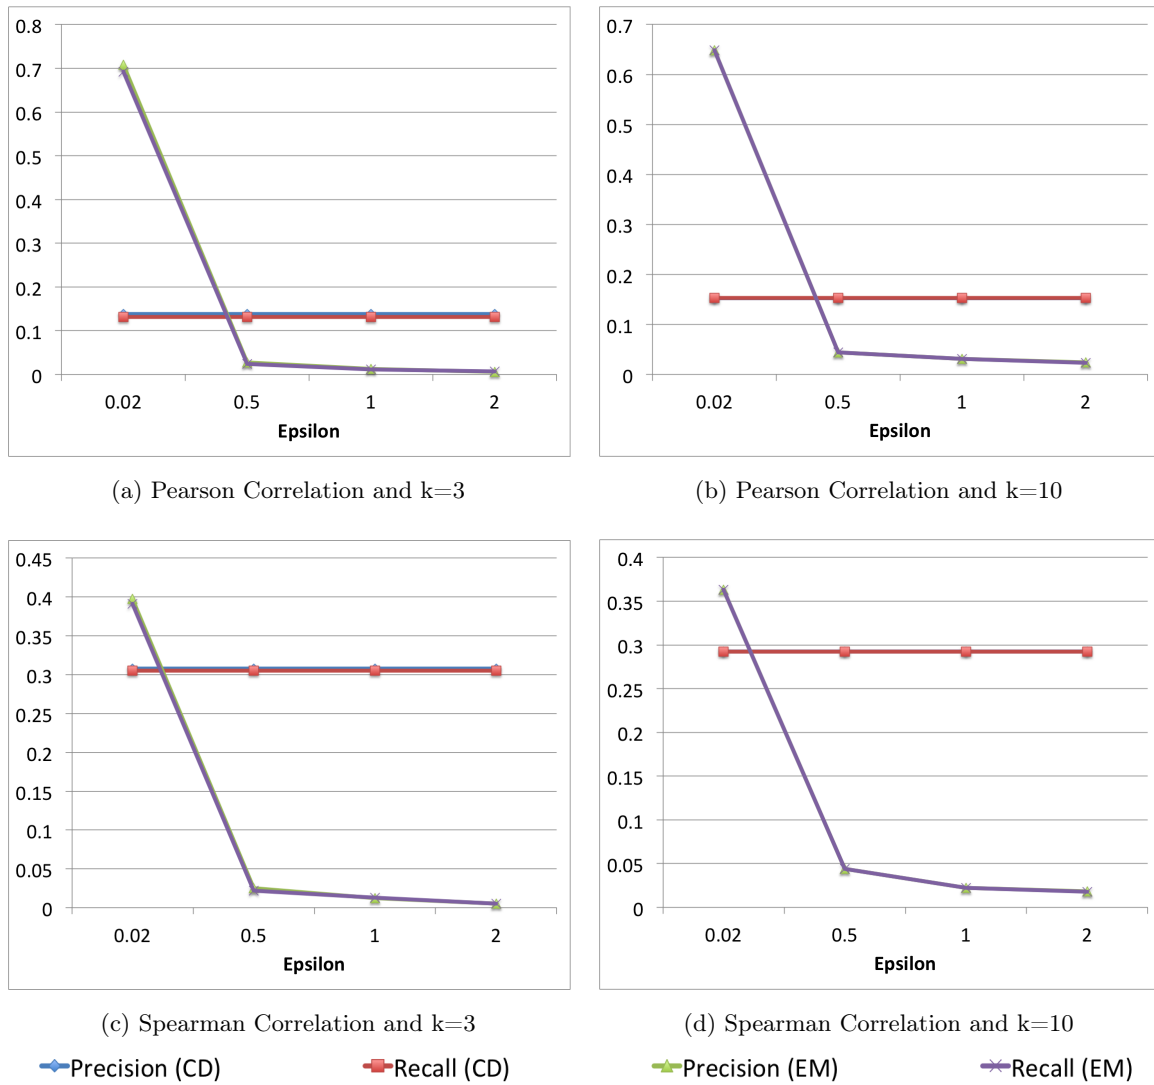 0.8
0.7
0.6
0.5
0.4
0.3
0.2
0.1
0
0.02 0.5 1 2
Epsilon
(a) Pearson Correlation and k=3
0.7
0.6
0.5
0.4
0.3
0.2
0.1
0
0.02 0.5 1 2
Epsilon
(b) Pearson Correlation and k=10
0.45
0.4
0.35
0.3
0.25
0.2
0.15
0.1
0.05
0
0.02 0.5 1 2
Epsilon
(c) Spearman Correlation and k=3
0.4
0.35
0.3
0.25
0.2
0.15
0.1
0.05
0
0.02 0.5 1 2
Epsilon
(d) Spearman Correlation and k=10
Precision (CD) Recall (CD) Precision (EM) Recall (EM)